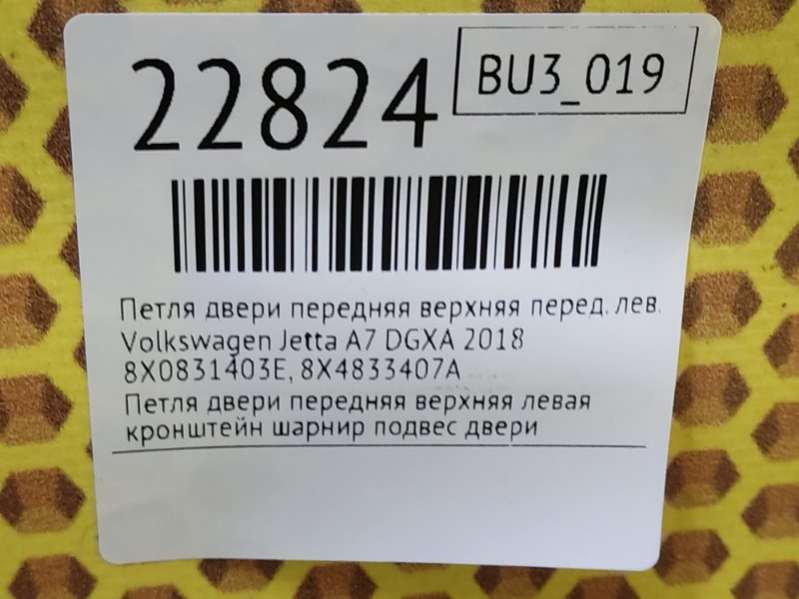 22824
BU3_019
Петля двери передняя верхняя перед. лев.
Volkswagen Jetta A7 DGXA 2018
8X0831403E, 8X4833407A
Петля двери передняя верхняя левая
кронштейн шарнир подвес двери